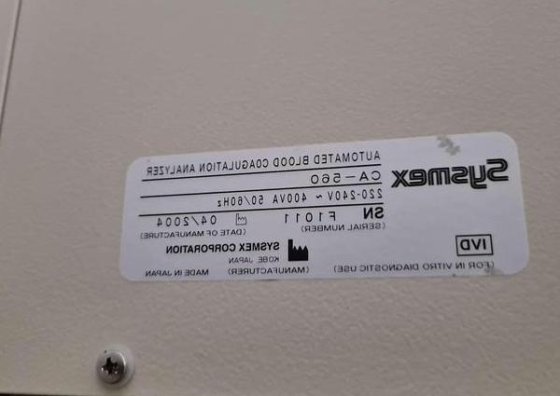 Sysmex
AUTOMATED BLOOD COAGULATION ANALYZER
CA-560
220-240V ~ 400VA 50/60Hz
SN F1011 04/2004
(SERIAL NUMBER) (DATE OF MANUFACTURE)
SYSMEX CORPORATION
KOBE JAPAN
IVD
(FOR IN VITRO DIAGNOSTIC USE) (MANUFACTURER) MADE IN JAPAN